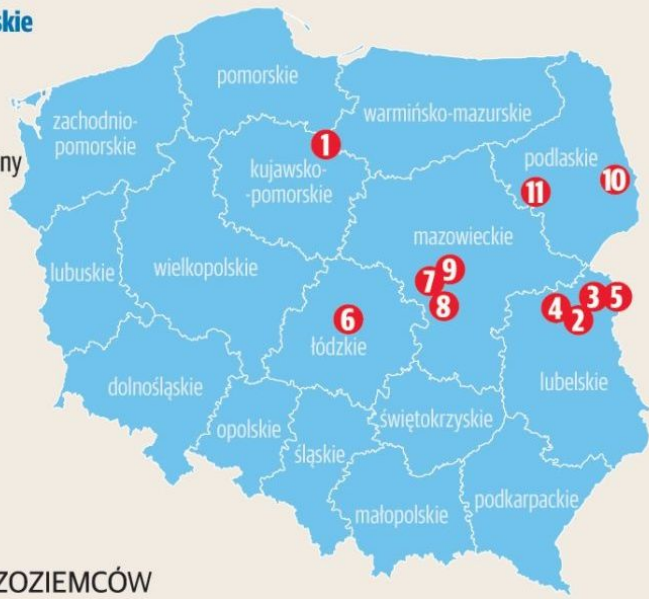 skie
pomorskie
warmińsko-mazurskie
zachodnio-
pomorskie
ny
1
kujawsko-
-pomorskie
podlaskie
10
11
mazowieckie
lubuskie
wielkopolskie
7
9
8
4
3
5
2
6
łódzkie
lubelskie
dolnośląskie
opolskie
świętokrzyskie
śląskie
małopolskie
podkarpackie
ZOZIEMCÓW